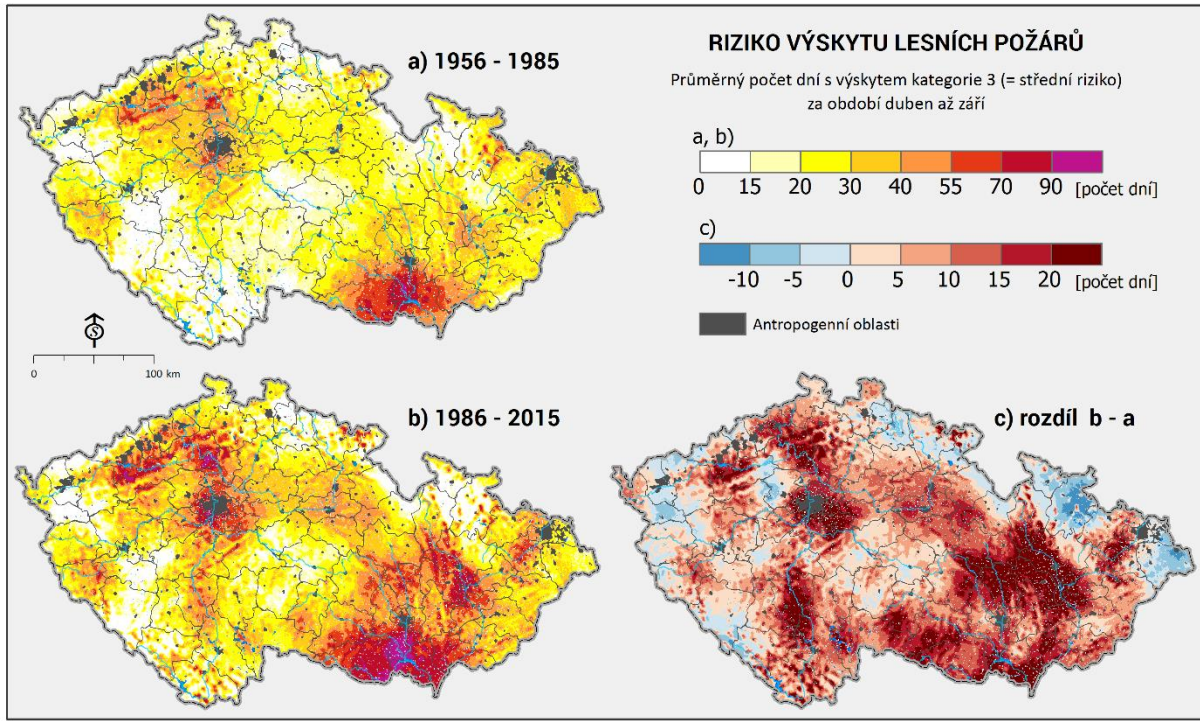 RIZIKO VÝSKYTU LESNÍCH POŽÁRŮ
Průměrný počet dní s výskytem kategorie 3 (= střední riziko)
za období duben až září
a, b)
0 15 20 30 40 55 70 90 [počet dní]
c)
-10 -5 0 5 10 15 20 [počet dní]
Antropogenní oblasti
a) 1956 - 1985
S
0 100 km
b) 1986 - 2015
c) rozdíl b - a